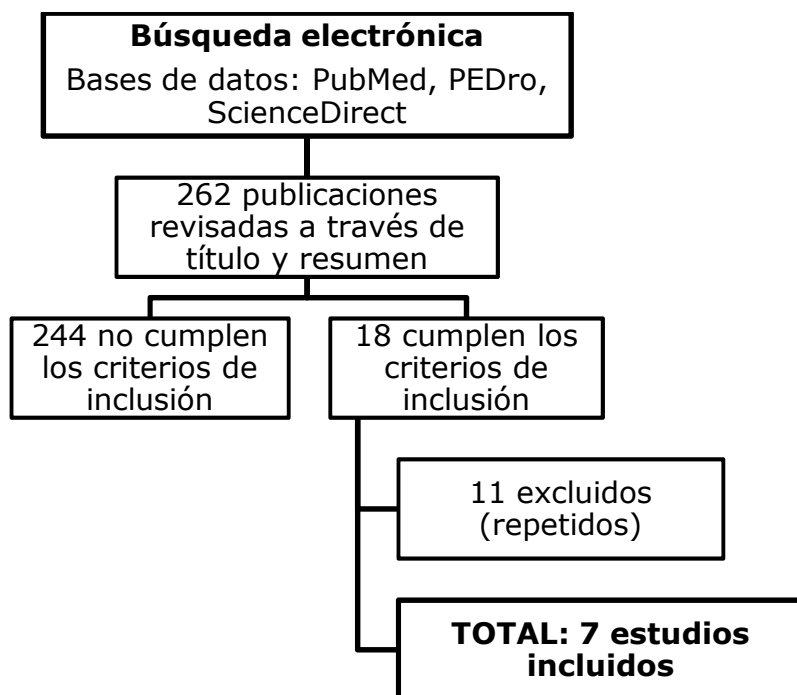 Búsqueda electrónica
Bases de datos: PubMed, PEDro,
ScienceDirect
262 publicaciones
revisadas a través de
título y resumen
244 no cumplen
los criterios de
inclusión
18 cumplen los
criterios de
inclusión
11 excluidos
(repetidos)
TOTAL: 7 estudios
incluidos